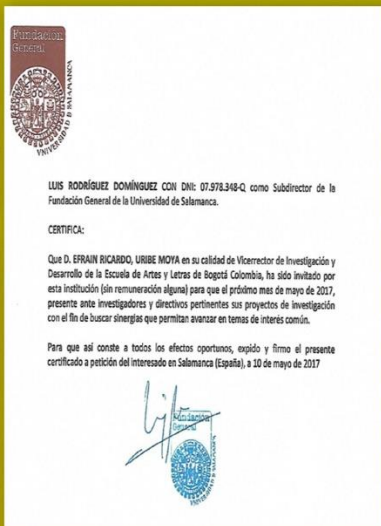 Fundación
General
UNIVERSIDAD DE SALAMANCA
LUIS RODRÍGUEZ DOMÍNGUEZ CON DNI: 07.978.348-Q como Subdirector de la
Fundación General de la Universidad de Salamanca.
CERTIFICA:
Que D. EFRAIN RICARDO, URIBE MOYA en su calidad de Vicerrector de Investigación y
Desarrollo de la Escuela de Artes y Letras de Bogotá Colombia, ha sido invitado por
esta institución (sin remuneración alguna) para que el próximo mes de mayo de 2017,
presente ante investigadores y directivos pertinentes sus proyectos de investigación
con el fin de buscar sinergias que permitan avanzar en temas de interés común.
Para que así conste a todos los efectos oportunos, expido y firmo el presente
certificado a petición del interesado en Salamanca (España), a 10 de mayo de 2017
Fundación
General
UNIVERSIDAD DE SALAMANCA